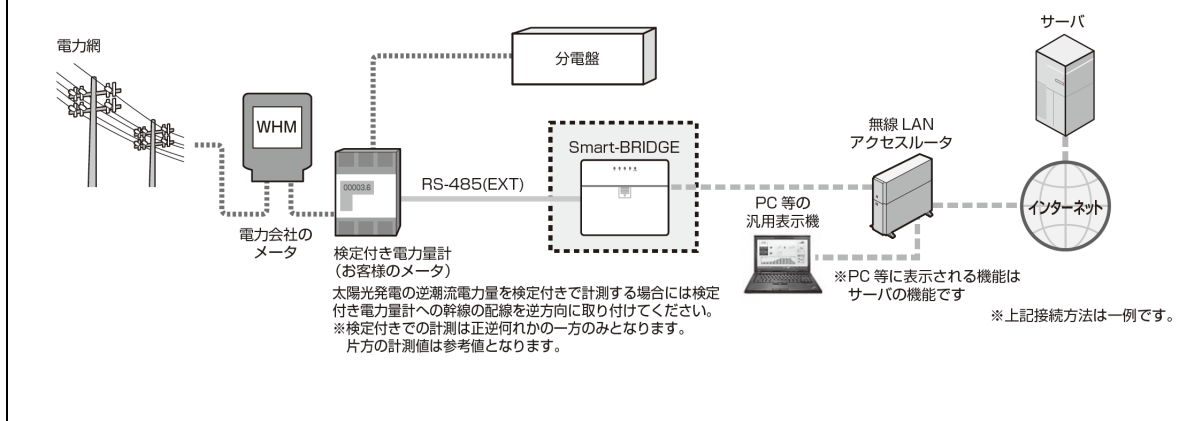 電力網
WHM
電力会社の
メータ
分電盤
00003.6
検定付き電力量計
（お客様のメータ）
太陽光発電の逆潮流電力量を検定付きで計測する場合には検定
付き電力量計への幹線の配線を逆方向に取り付けてください。
※検定付きでの計測は正逆何れかの一方のみとなります。
片方の計測値は参考値となります。
RS-485(EXT)
Smart-BRIDGE
PC 等の
汎用表示機
無線 LAN
アクセスルータ
サーバ
インターネット
※PC 等に表示される機能は
サーバの機能です
※上記接続方法は一例です。